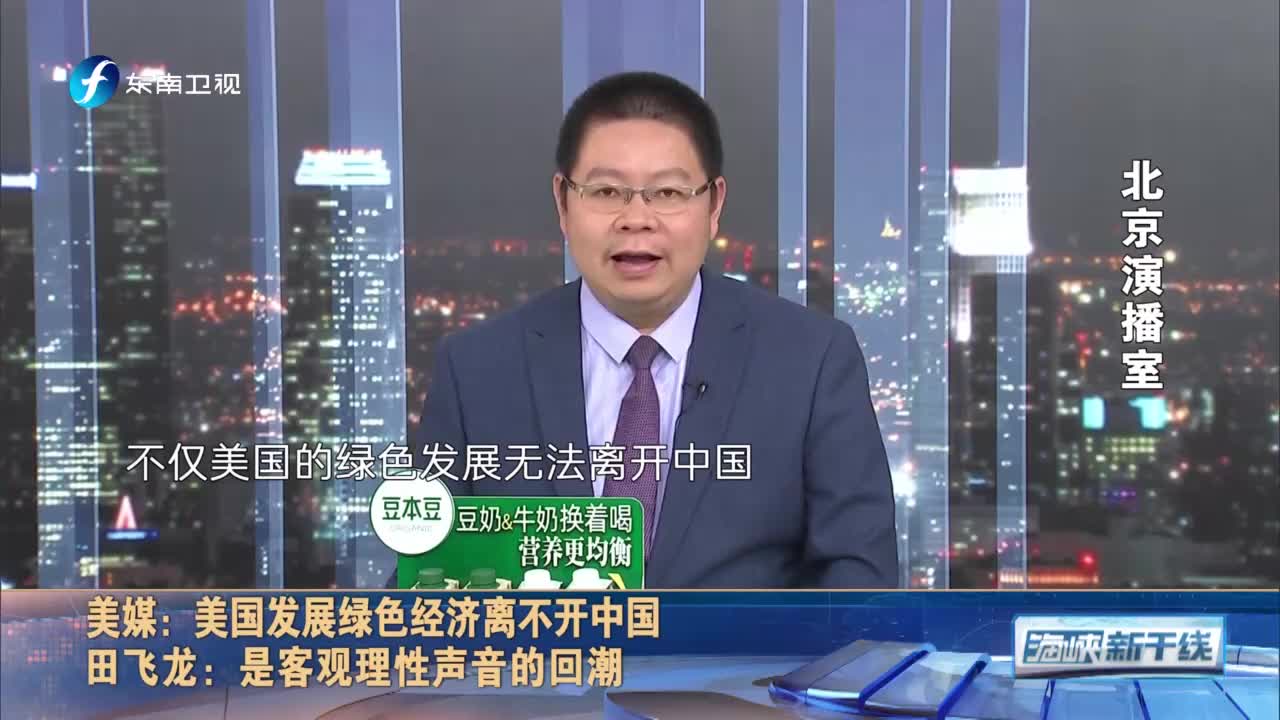 东南卫视
北京演播室
不仅美国的绿色发展无法离开中国
豆本豆
ORGANIC
豆奶&牛奶换着喝
营养更均衡
美媒：美国发展绿色经济离不开中国
田飞龙：是客观理性声音的回潮
海峡新干线